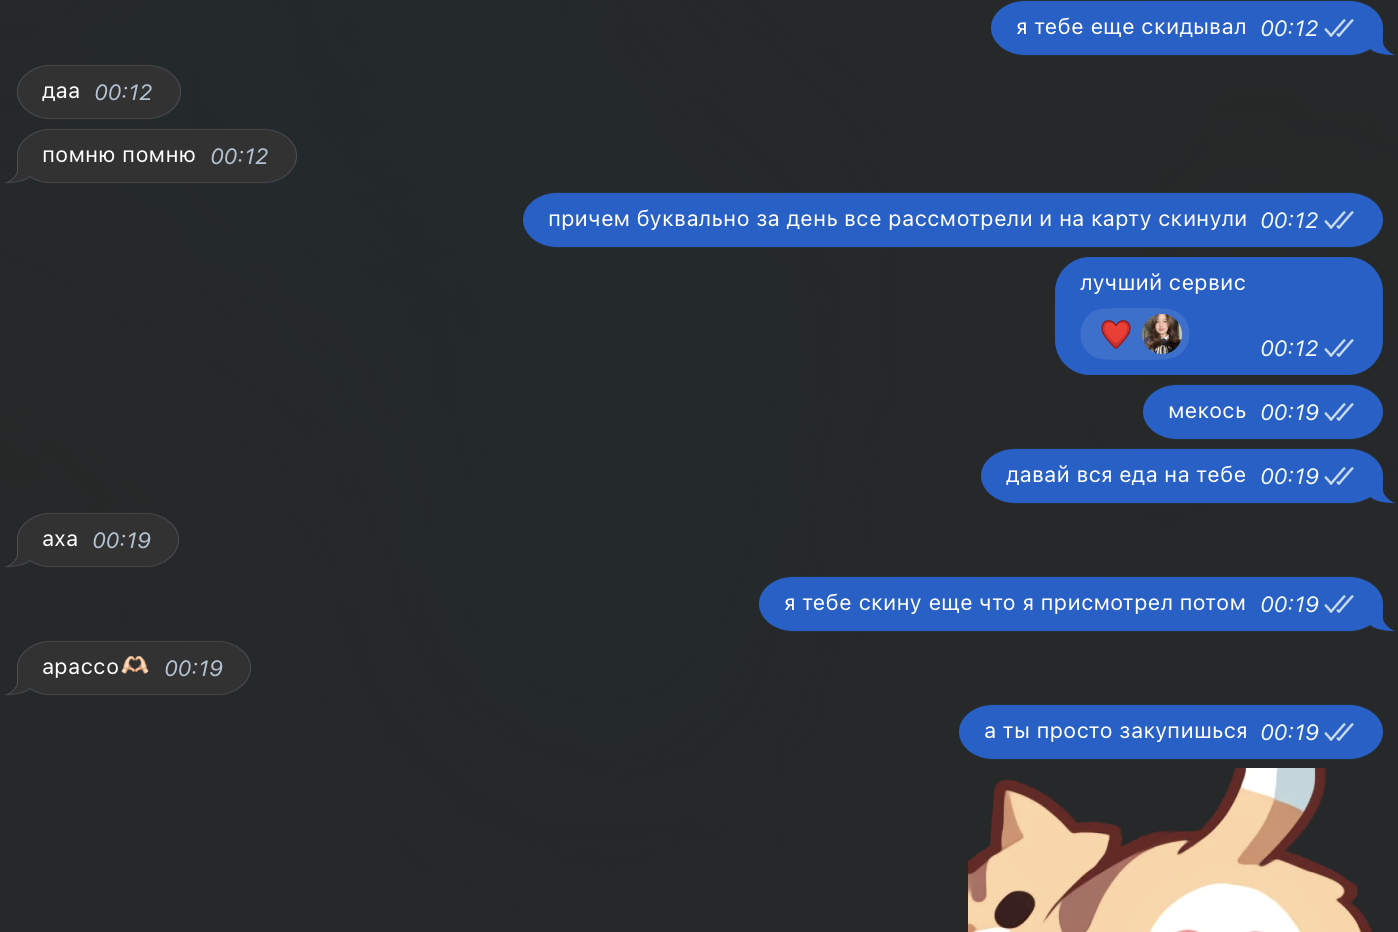 я тебе еще скидывал 00:12
даа 00:12
помню помню 00:12
причем буквально за день все рассмотрели и на карту скинули 00:12
лучший сервис
❤️ 00:12
мекось 00:19
давай вся еда на тебе 00:19
аха 00:19
я тебе скину еще что я присмотрел потом 00:19
арассо🫶🏻 00:19
а ты просто закупишься 00:19